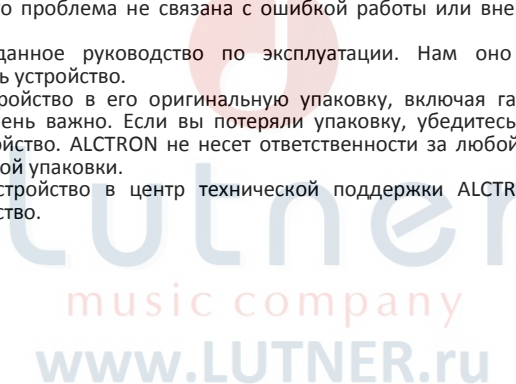 о проблема не связана с ошибкой работы или вне
данное руководство по эксплуатации. Нам оно
ь устройство.
ройство в его оригинальную упаковку, включая га
ень важно. Если вы потеряли упаковку, убедитесь
йство. ALCTRON не несет ответственности за любой
ой упаковки.
стройство в центр технической поддержки ALCTR
ство.
Lutner
music company
www.LUTNER.ru